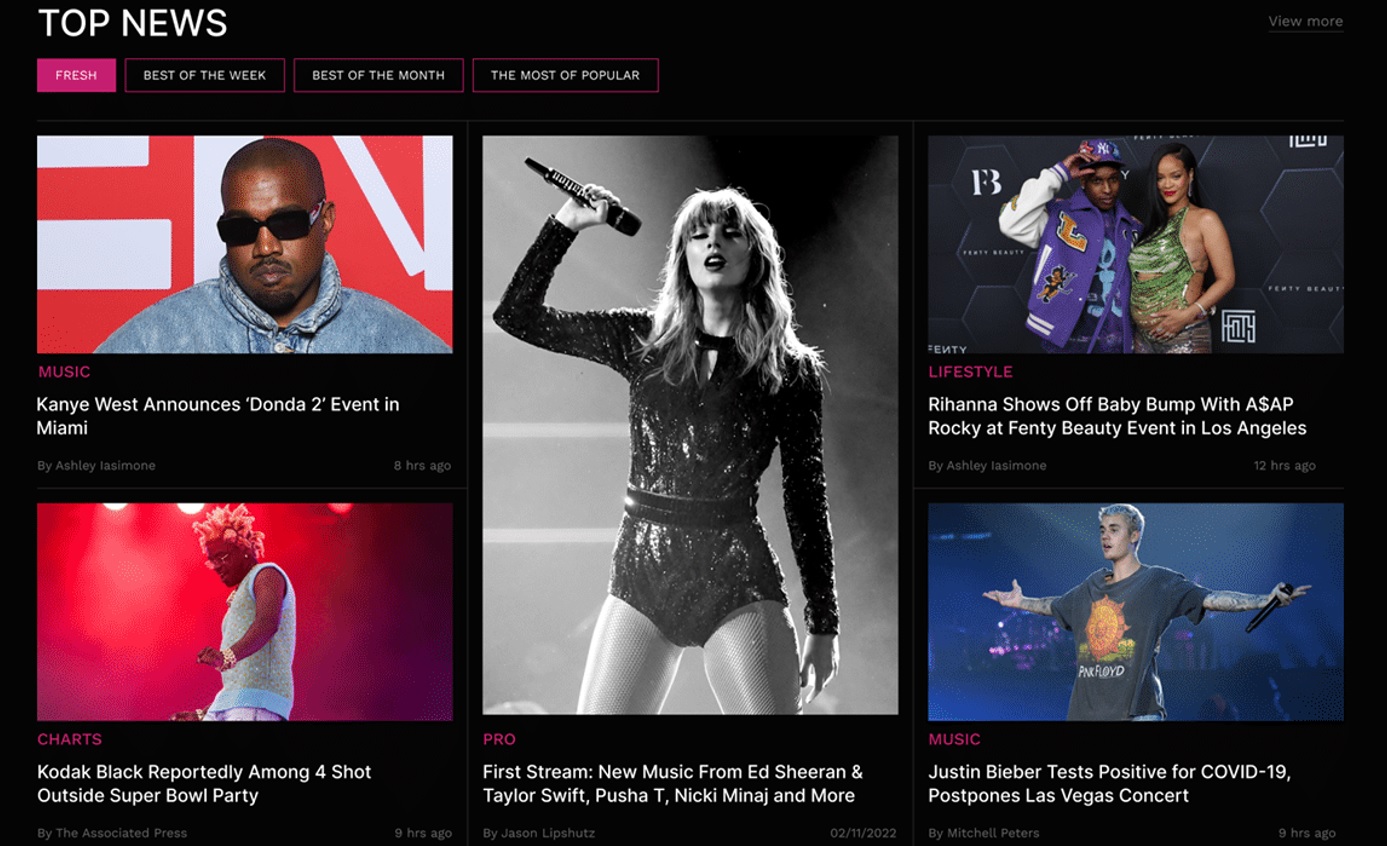 TOP NEWS
View more
FRESH
BEST OF THE WEEK
BEST OF THE MONTH
THE MOST OF POPULAR
MUSIC
Kanye West Announces ‘Donda 2’ Event in
Miami
By Ashley Iasimone
8 hrs ago
CHARTS
Kodak Black Reportedly Among 4 Shot
Outside Super Bowl Party
By The Associated Press
9 hrs ago
PRO
First Stream: New Music From Ed Sheeran &
Taylor Swift, Pusha T, Nicki Minaj and More
By Jason Lipshutz
02/11/2022
FB
FENTY BEAUTY
FENTY BEAUTY
FENTY
FENTY
LIFESTYLE
Rihanna Shows Off Baby Bump With A$AP
Rocky at Fenty Beauty Event in Los Angeles
By Ashley Iasimone
12 hrs ago
PINK FLOYD
MUSIC
Justin Bieber Tests Positive for COVID-19,
Postpones Las Vegas Concert
By Mitchell Peters
9 hrs ago